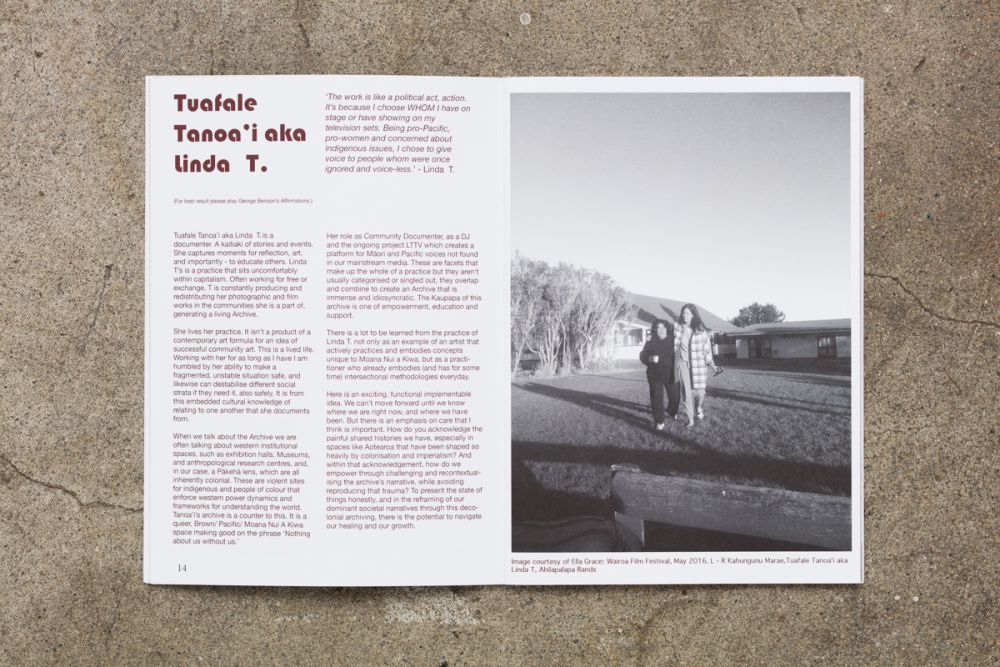 Tuafale
Tanoa'i aka
Linda T.
'The work is like a political act, action.
It's because I choose WHOM I have on
stage or have showing on my
television sets. Being pro-Pacific,
pro-women and concerned about
indigenous issues, I chose to give
voice to people whom were once
ignored and voice-less.' - Linda T.
(For best result please play George Benson's Affirmations.)
Tuafale Tanoa'i aka Linda T. is a
documenter. A kaitiaki of stories and events.
She captures moments for reflection, art,
and importantly - to educate others. Linda
T's is a practice that sits uncomfortably
within capitalism. Often working for free or
exchange, T is constantly producing and
redistributing her photographic and film
works in the communities she is a part of,
generating a living Archive.
She lives her practice. It isn't a product of a
contemporary art formula for an idea of
successful community art. This is a lived life.
Working with her for as long as I have I am
humbled by her ability to make a
fragmented, unstable situation safe, and
likewise can destabilise different social
strata if they need it, also safely. It is from
this embedded cultural knowledge of
relating to one another that she documents
from.
When we talk about the Archive we are
often talking about western institutional
spaces, such as exhibition halls, Museums,
and anthropological research centres, and,
in our case, a Pākehā lens, which are all
inherently colonial. These are violent sites
for indigenous and people of colour that
enforce western power dynamics and
frameworks for understanding the world.
Tanoa'i's archive is a counter to this. It is a
queer, Brown/ Pacific/ Moana Nui A Kiwa
space making good on the phrase 'Nothing
about us without us.'
Her role as Community Documenter, as a DJ
and the ongoing project LTTV which creates a
platform for Māori and Pacific voices not found
in our mainstream media. These are facets that
make up the whole of a practice but they aren't
usually categorised or singled out, they overlap
and combine to create an Archive that is
immense and idiosyncratic. The Kaupapa of this
archive is one of empowerment, education and
support.
There is a lot to be learned from the practice of
Linda T. not only as an example of an artist that
actively practices and embodies concepts
unique to Moana Nui a Kiwa, but as a practi-
tioner who already embodies (and has for some
time) intersectional methodologies everyday.
Here is an exciting, functional implementable
idea. We can't move forward until we know
where we are right now, and where we have
been. But there is an emphasis on care that I
think is important. How do you acknowledge the
painful shared histories we have, especially in
spaces like Aotearoa that have been shaped so
heavily by colonisation and imperialism? And
within that acknowledgement, how do we
empower through challenging and recontextual-
ising the archive's narrative, while avoiding
reproducing that trauma? To present the state of
things honestly, and in the reframing of our
dominant societal narratives through this deco-
lonial archiving, there is the potential to navigate
our healing and our growth.
14
Image courtesy of Ella Grace: Wairoa Film Festival, May 2016. L - R Kahungunu Marae,Tuafale Tanoa'i aka
Linda T, Ahilapalapa Rands